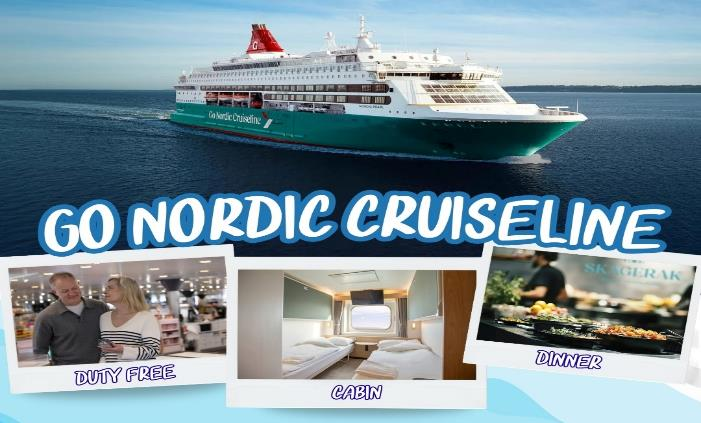 Go Nordic Cruiseline
GO NORDIC CRUISELINE
SKAGERAK
DUTY FREE
CABIN
DINNER